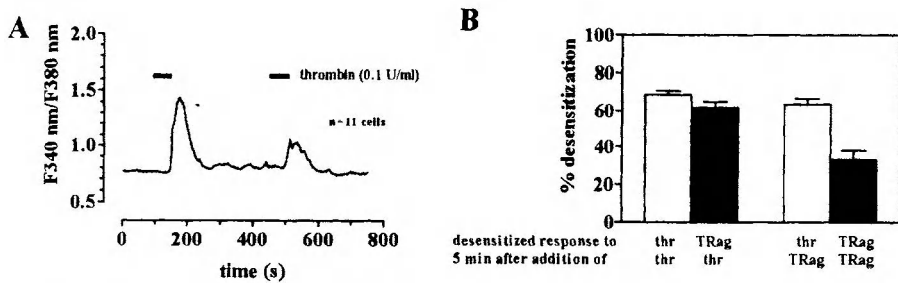 A
F340 nm/F380 nm
2.0
1.5
1.0
0.5
thrombin (0.1 U/ml)
n~11 cells
0 200 400 600 800
time (s)
B
% desensitization
100
80
60
40
20
0
desensitized response to thr TRag thr TRag
5 min after addition of thr thr TRag TRag